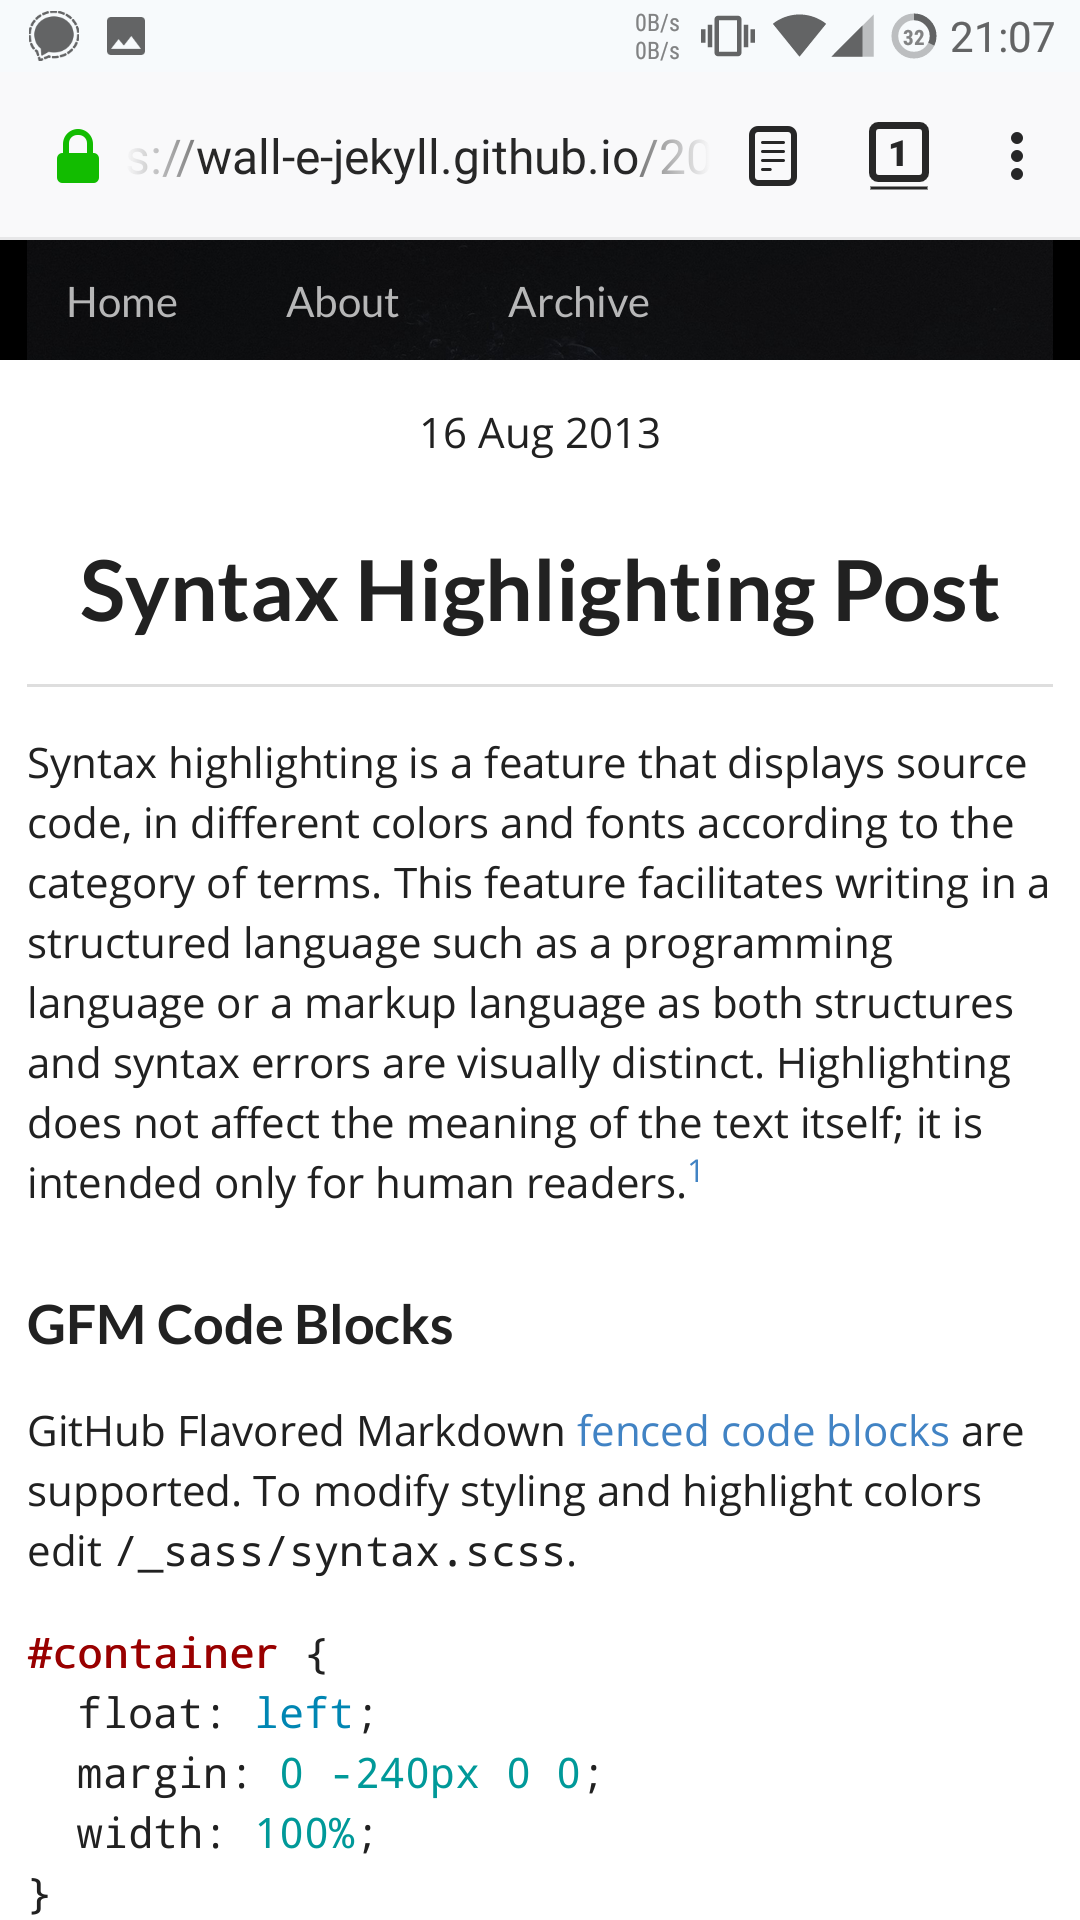 0B/s
0B/s
32
21:07
s://wall-e-jekyll.github.io/20
1
Home About Archive
16 Aug 2013
Syntax Highlighting Post
Syntax highlighting is a feature that displays source
code, in different colors and fonts according to the
category of terms. This feature facilitates writing in a
structured language such as a programming
language or a markup language as both structures
and syntax errors are visually distinct. Highlighting
does not affect the meaning of the text itself; it is
intended only for human readers.1
GFM Code Blocks
GitHub Flavored Markdown fenced code blocks are
supported. To modify styling and highlight colors
edit /_sass/syntax.scss.
#container {
  float: left;
  margin: 0 -240px 0 0;
  width: 100%;
}